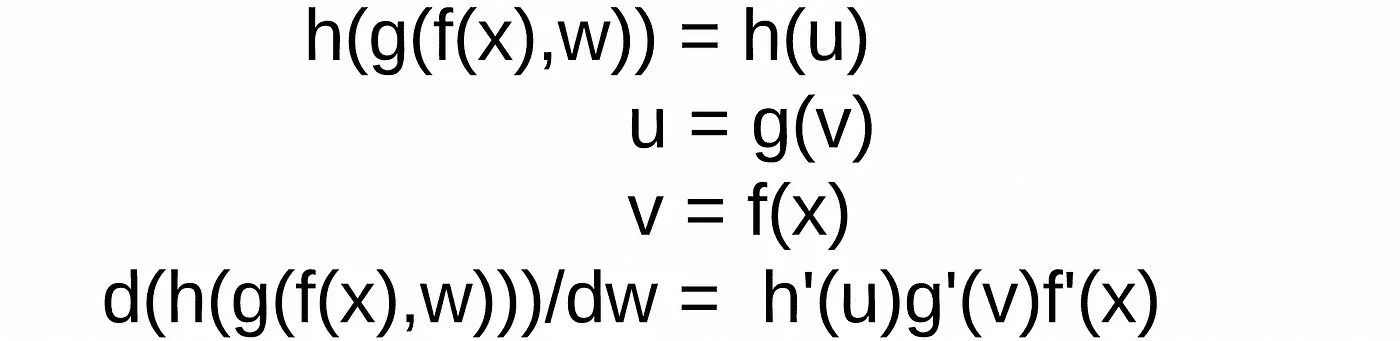 h(g(f(x),w)) = h(u)
u = g(v)
v = f(x)
d(h(g(f(x),w)))/dw = h'(u)g'(v)f'(x)